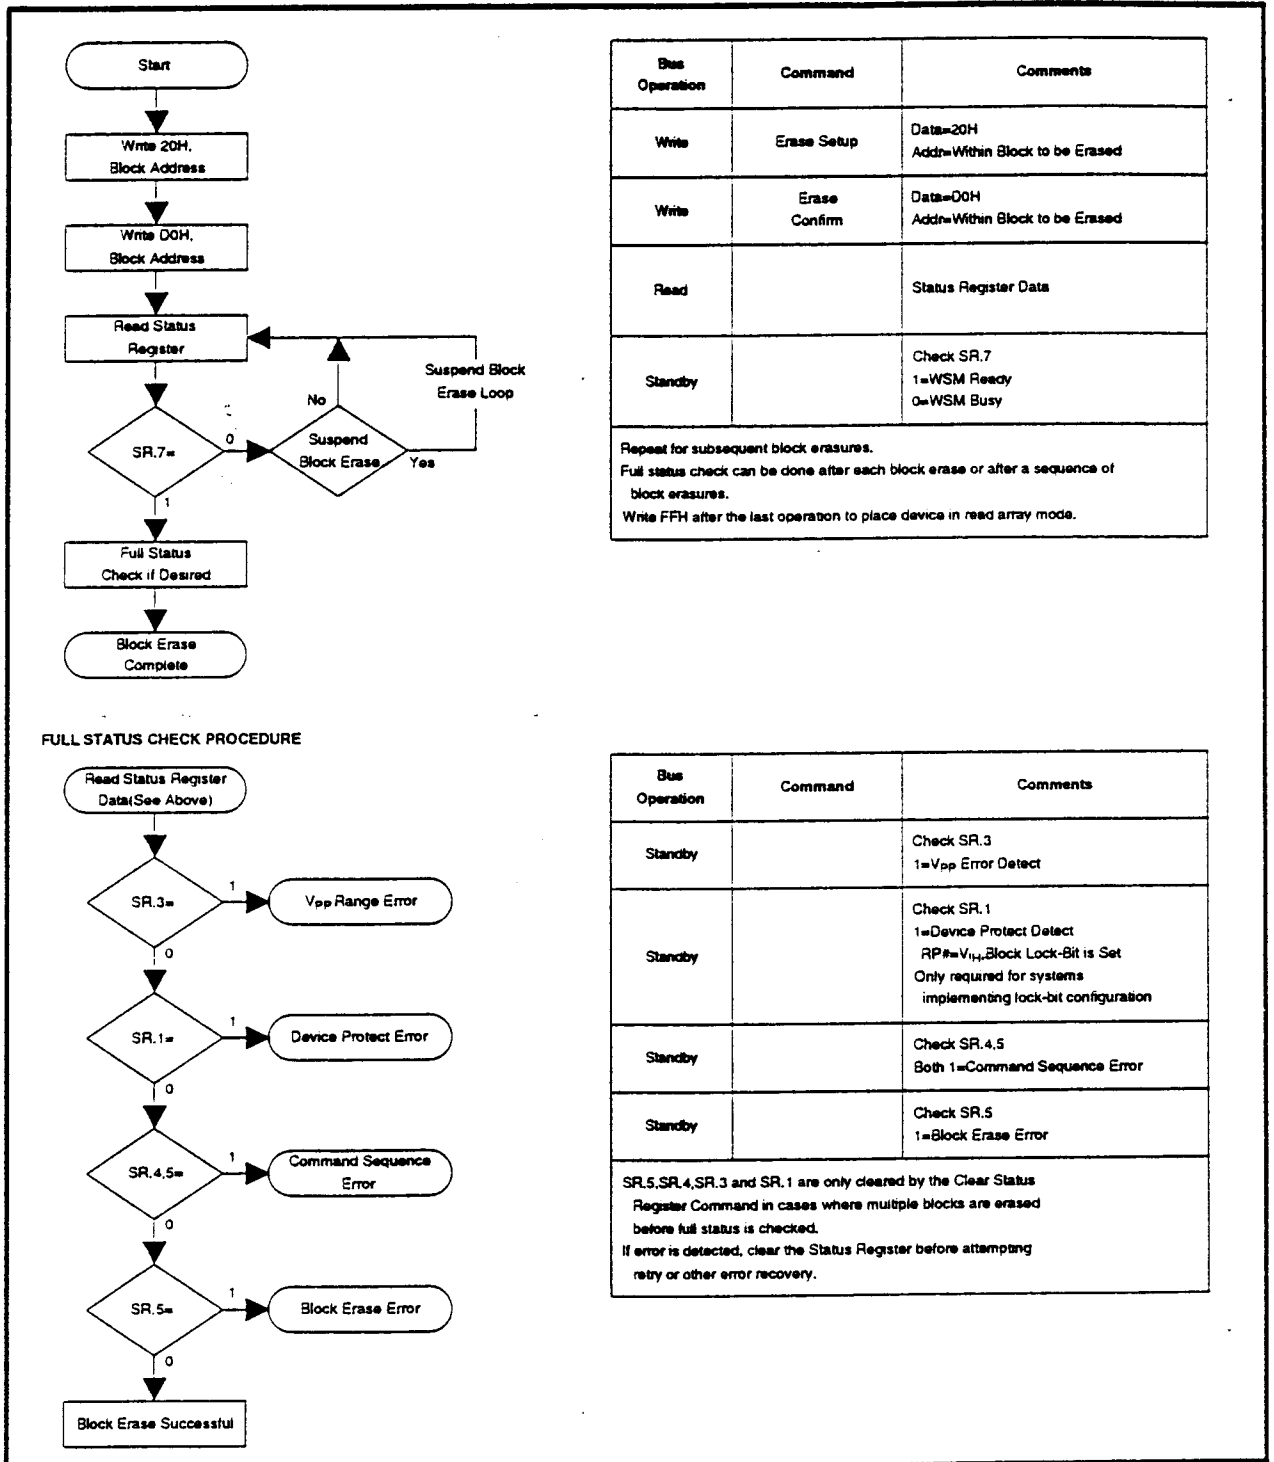 Start
Write 20H,
Block Address
Write D0H,
Block Address
Read Status
Register
Suspend Block
Erase Loop
No
SR.7=
0
Suspend
Block Erase
Yes
1
Full Status
Check if Desired
Block Erase
Complete
Bus
Operation
Command
Comments
Write
Erase Setup
Data=20H
Addr=Within Block to be Erased
Write
Erase
Confirm
Data=D0H
Addr=Within Block to be Erased
Read
Status Register Data
Standby
Check SR.7
1=WSM Ready
0=WSM Busy
Repeat for subsequent block erasures.
Full status check can be done after each block erase or after a sequence of
block erasures.
Write FFH after the last operation to place device in read array mode.
FULL STATUS CHECK PROCEDURE
Read Status Register
Data(See Above)
SR.3=
1
VPP Range Error
0
SR.1=
1
Device Protect Error
0
SR.4,5=
1
Command Sequence
Error
0
SR.5=
1
Block Erase Error
0
Block Erase Successful
Bus
Operation
Command
Comments
Standby
Check SR.3
1=VPP Error Detect
Standby
Check SR.1
1=Device Protect Detect
RP#=VIH,Block Lock-Bit is Set
Only required for systems
implementing lock-bit configuration
Standby
Check SR.4,5
Both 1=Command Sequence Error
Standby
Check SR.5
1=Block Erase Error
SR.5,SR.4,SR.3 and SR.1 are only cleared by the Clear Status
Register Command in cases where multiple blocks are erased
before full status is checked.
If error is detected, clear the Status Register before attempting
retry or other error recovery.